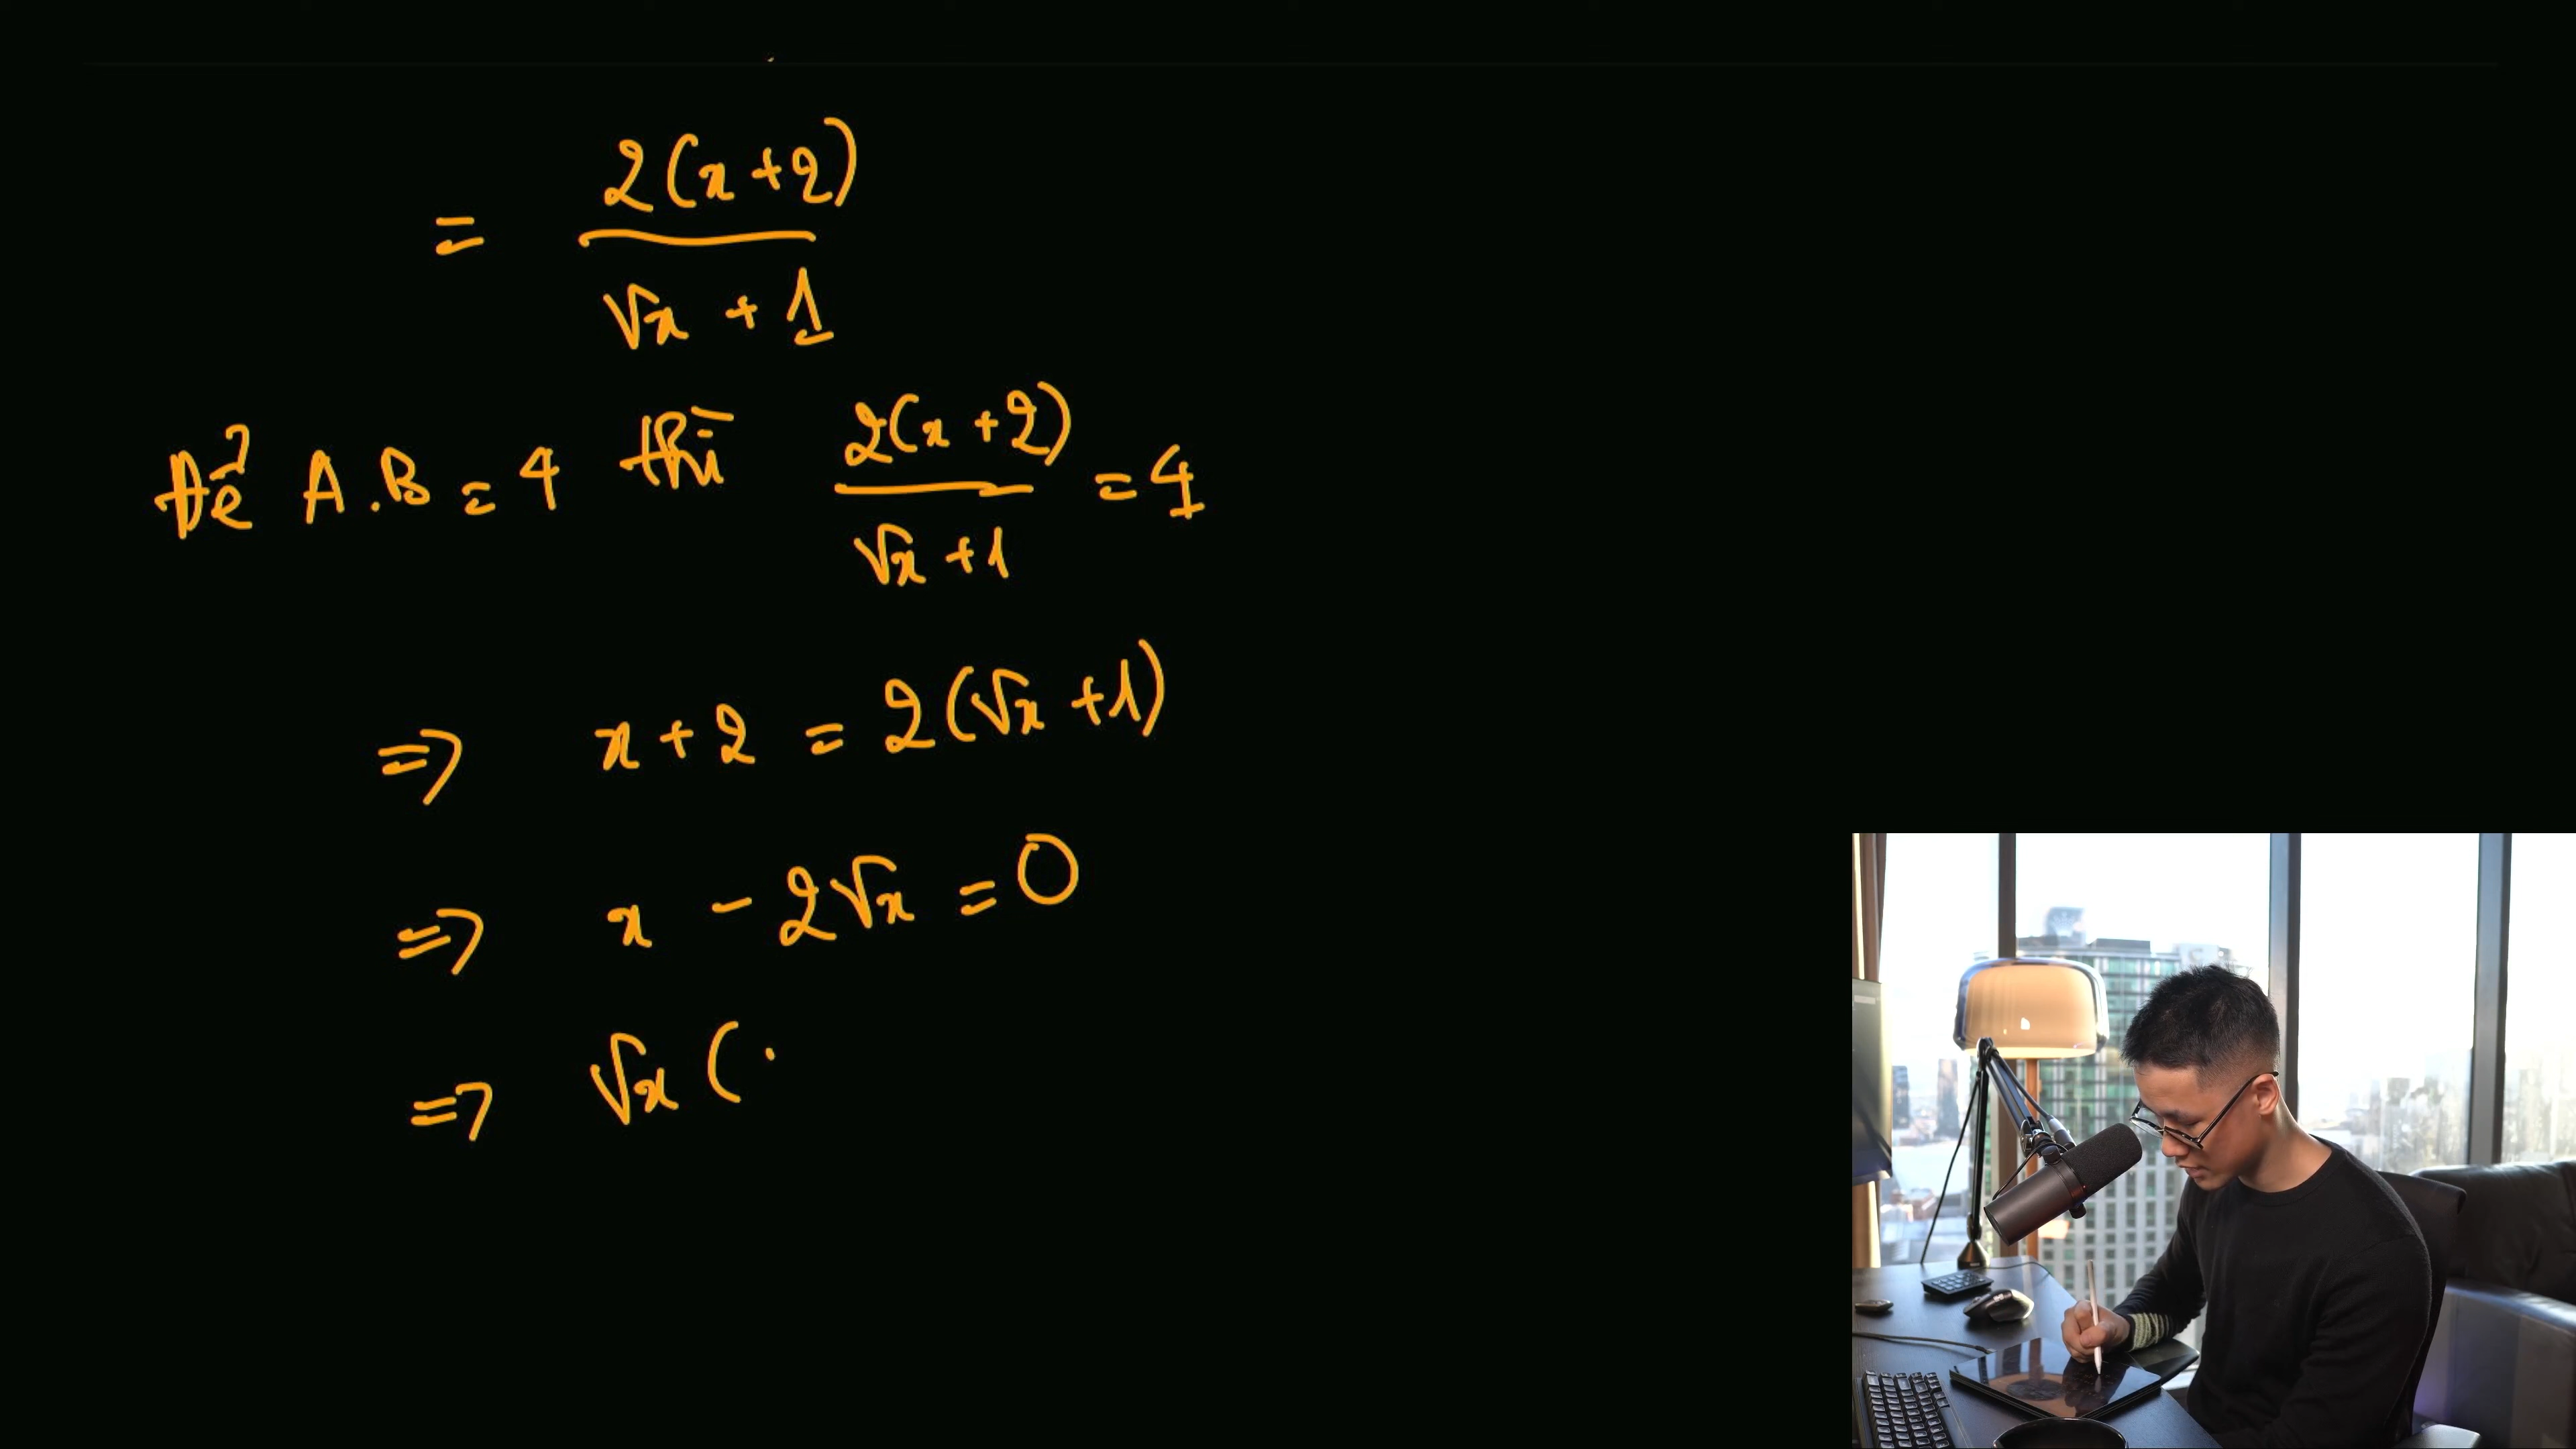 = 2(x+2) / √x + 1
Để A.B = 4 thì 2(x+2) / √x + 1 = 4
=> x + 2 = 2(√x + 1)
=> x - 2√x = 0
=> √x (